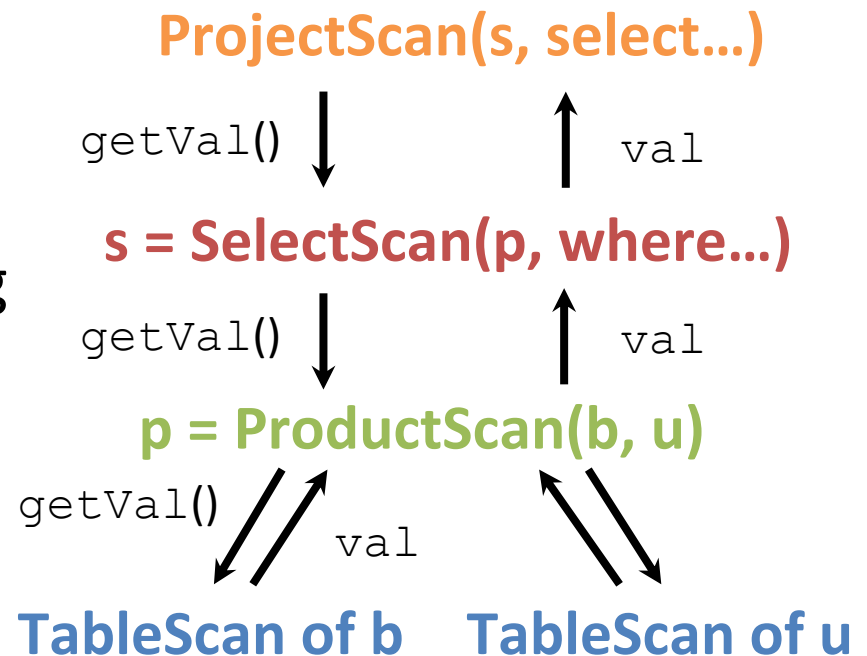 ProjectScan(s, select…)
getVal() val
s = SelectScan(p, where…)
g
getVal() val
p = ProductScan(b, u)
getVal()
val
TableScan of b TableScan of u